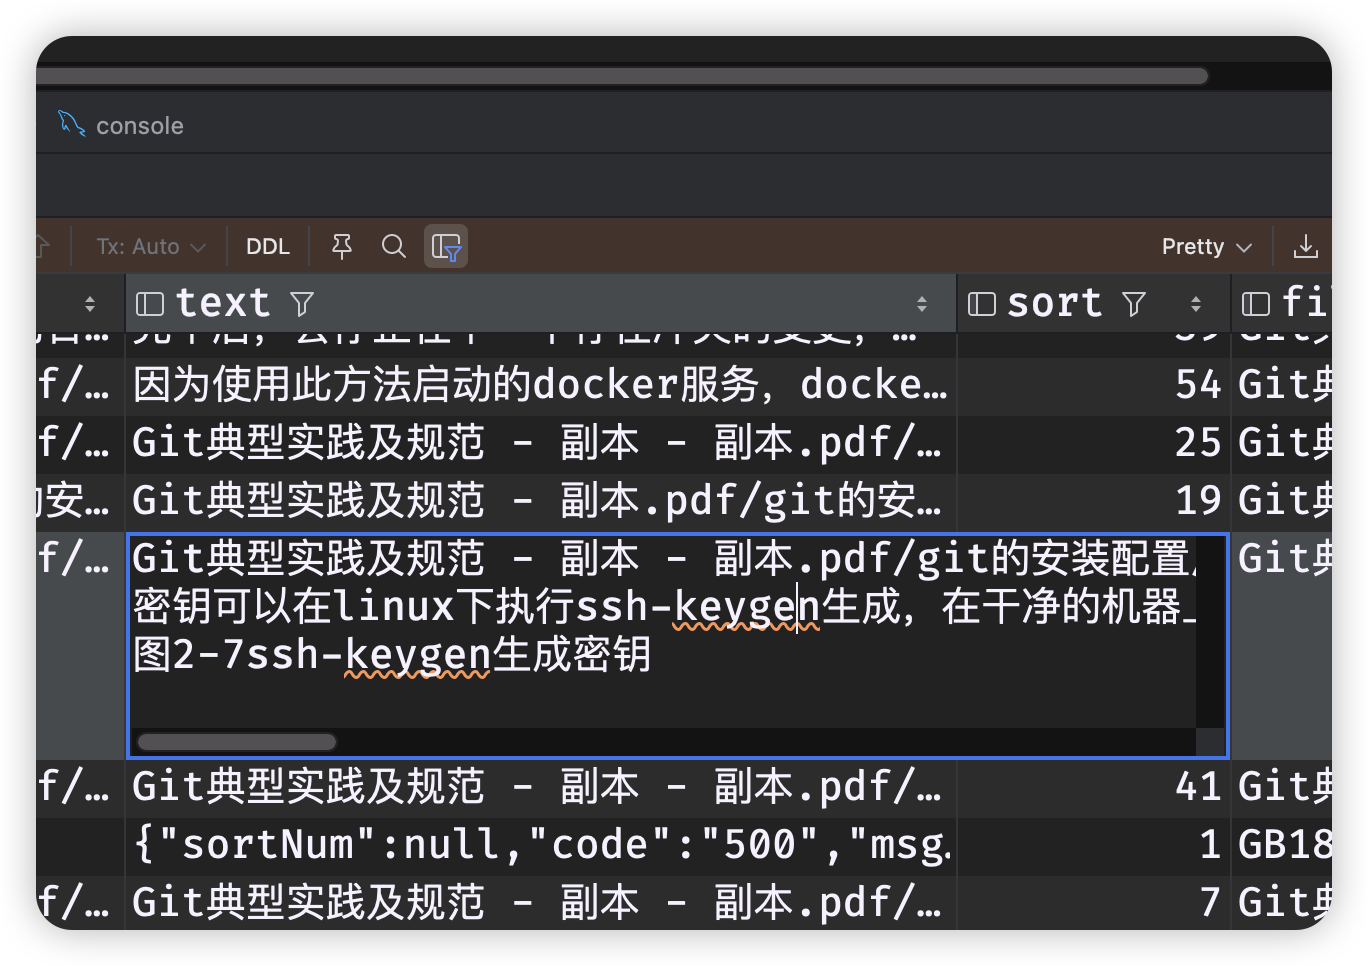 console
Tx: Auto
DDL
Pretty
text
sort
fi
f/… 因为使用此方法启动的docker服务，docke… 54 Git典
f/… Git典型实践及规范 - 副本 - 副本.pdf/… 25 Git典
的安… Git典型实践及规范 - 副本.pdf/git的安… 19 Git典
f/… Git典型实践及规范 - 副本 - 副本.pdf/git的安装配置 Git典
密钥可以在linux下执行ssh-keygen生成，在干净的机器上
图2-7ssh-keygen生成密钥
f/… Git典型实践及规范 - 副本 - 副本.pdf/… 41 Git典
{"sortNum":null,"code":"500","msg… 1 GB18
f/… Git典型实践及规范 - 副本 - 副本.pdf/… 7 Git典